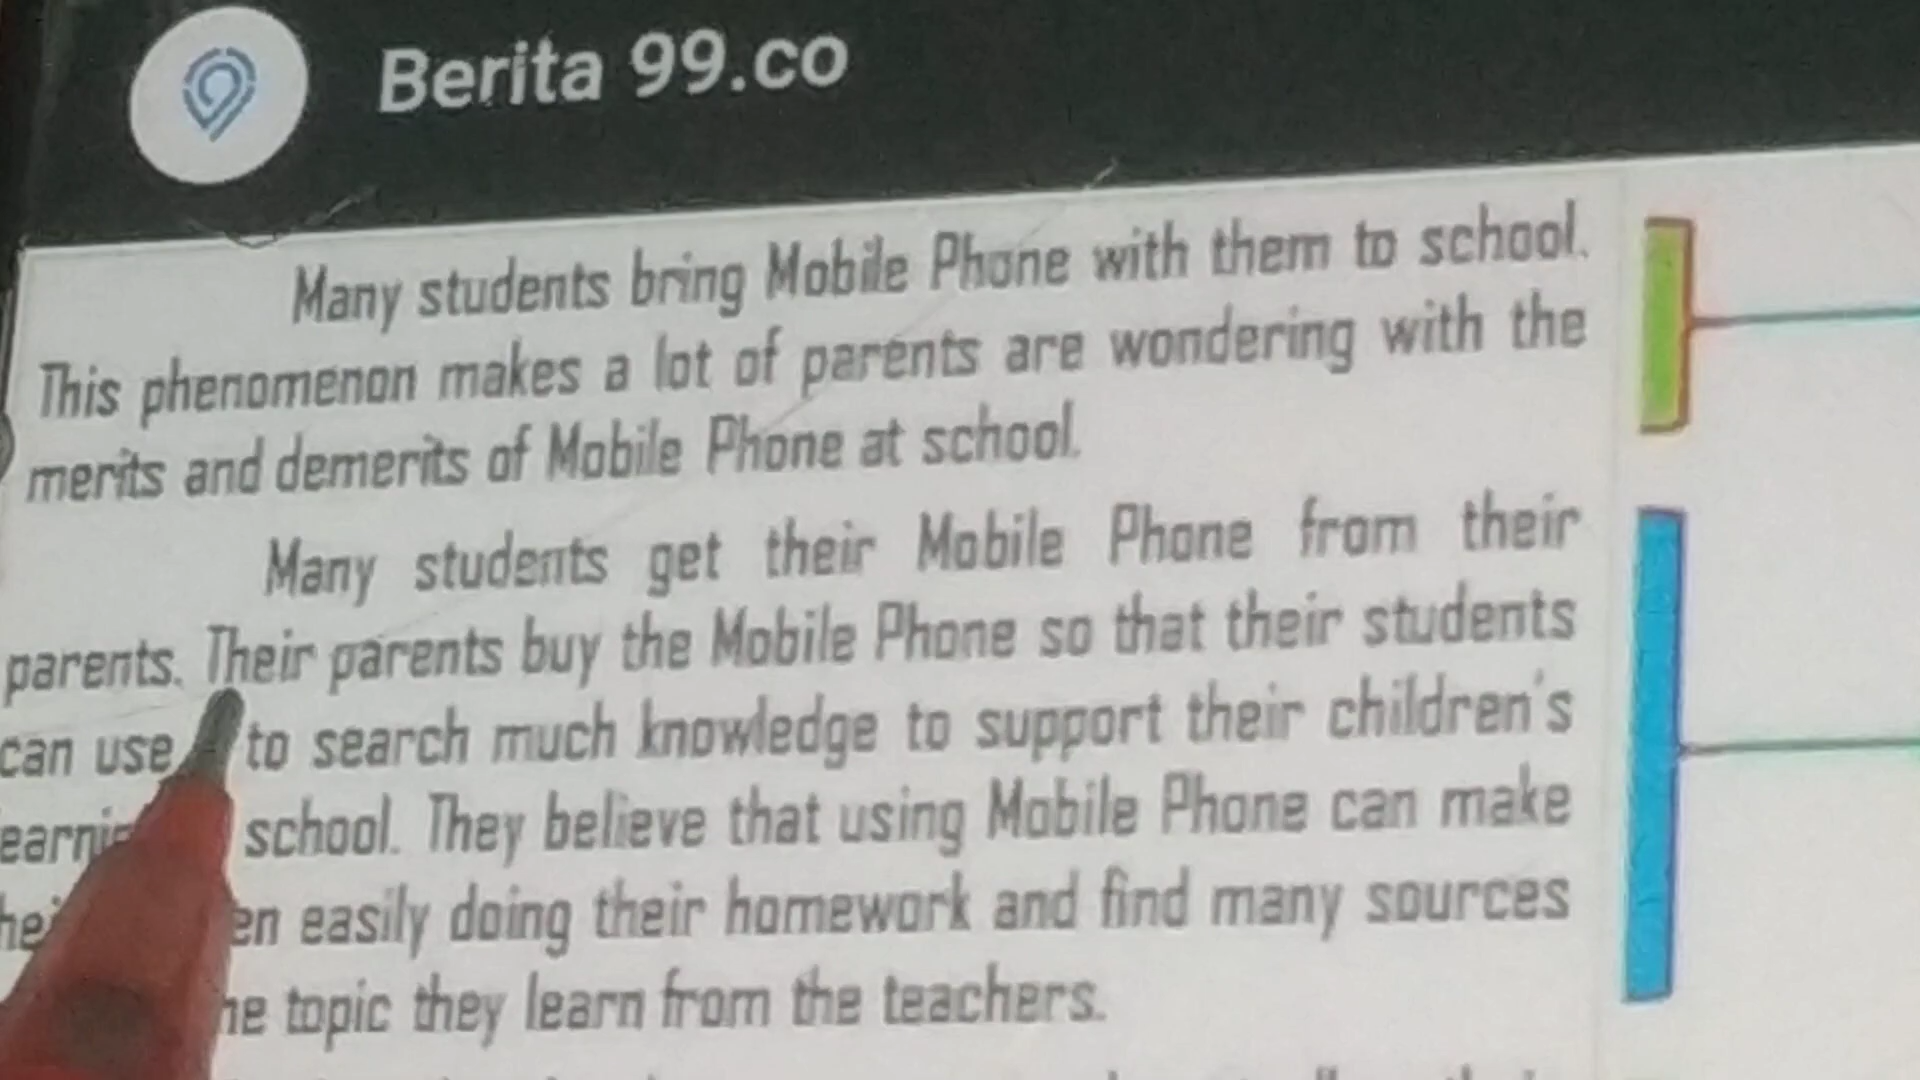 Berita 99.co
Many students bring Mobile Phone with them to school.
This phenomenon makes a lot of parents are wondering with the
merits and demerits of Mobile Phone at school.
Many students get their Mobile Phone from their
parents. Their parents buy the Mobile Phone so that their students
can use to search much knowledge to support their children's
school. They believe that using Mobile Phone can make
easily doing their homework and find many sources
topic they learn from the teachers.